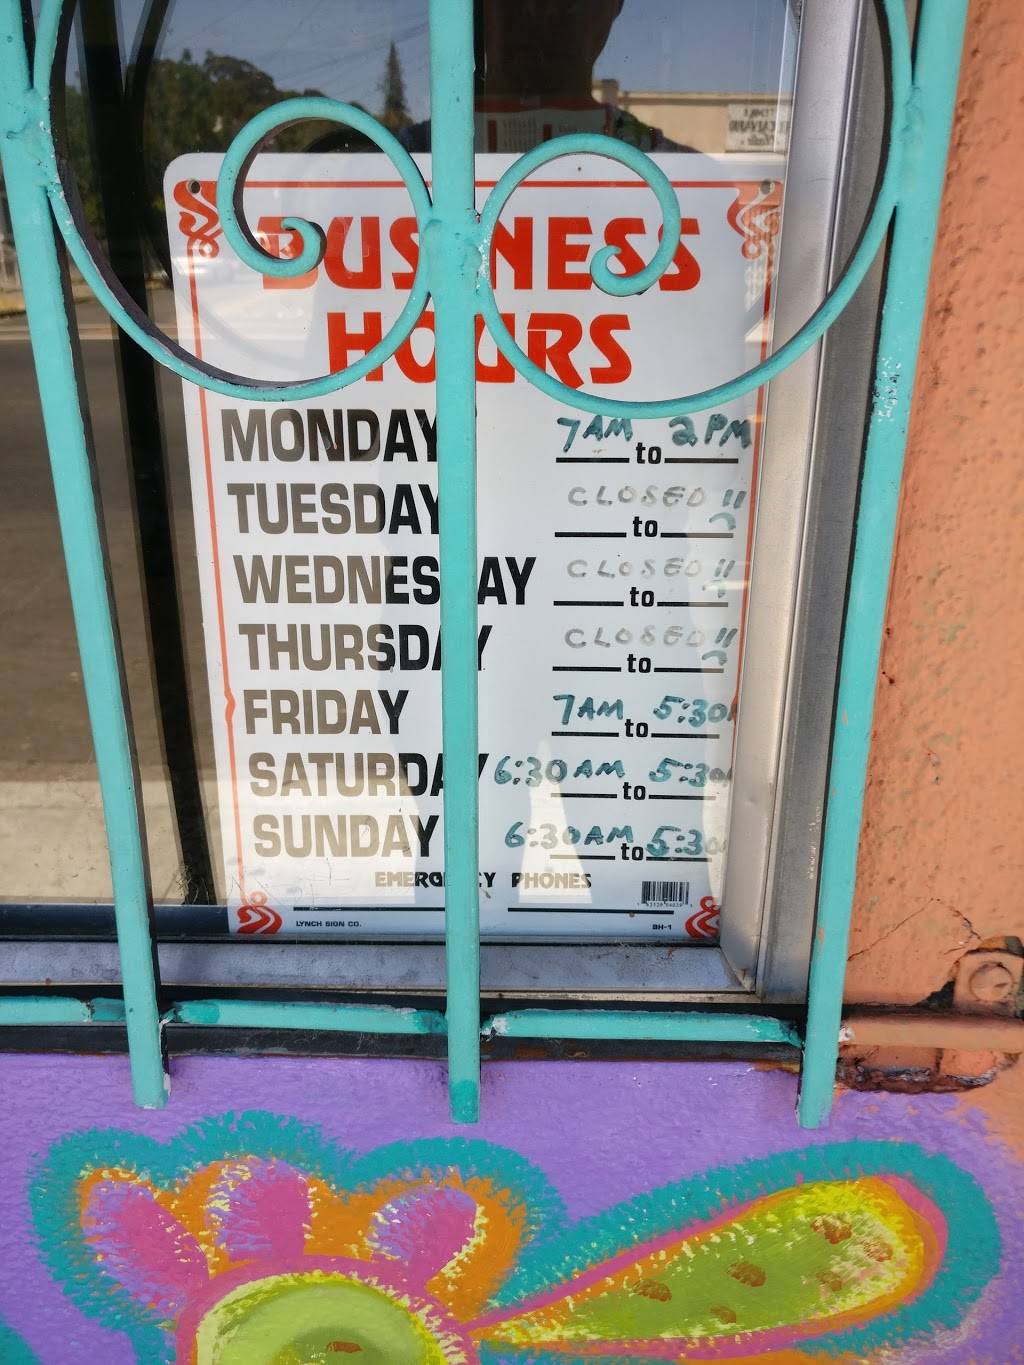 BUSINESS
HOURS
MONDAY 7AM to 2PM
TUESDAY CLOSED !! to
WEDNESDAY CLOSED !! to
THURSDAY CLOSED !! to
FRIDAY 7AM to 5:30
SATURDAY 6:30AM to 5:30
SUNDAY 6:30AM to 5:30
EMERGENCY PHONES
LYNCH SIGN CO. BH-1